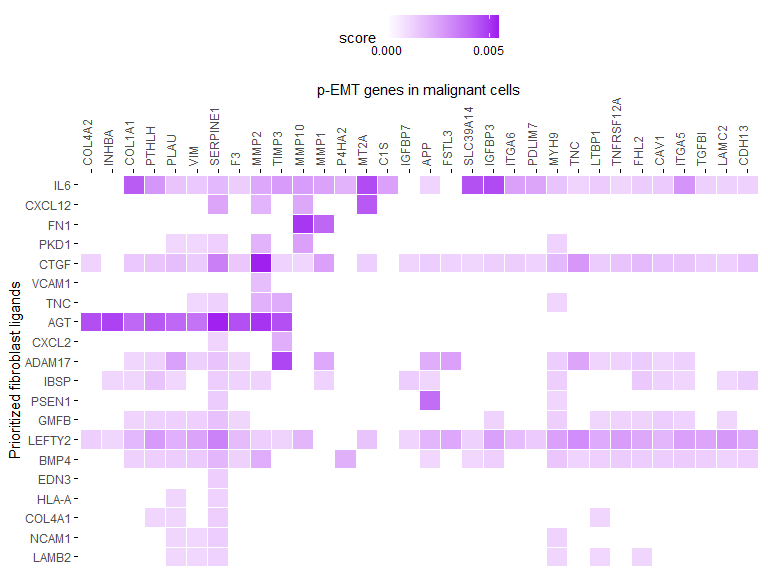 score
0.000 0.005
p-EMT genes in malignant cells
COL4A2 INHBA COL1A1 PTHLH PLAU VIM SERPINE1 F3 MMP2 TIMP3 MMP10 MMP1 P4HA2 MT2A C1S IGFBP7 APP FSTL3 SLC39A14 IGFBP3 ITGA6 PDLIM7 MYH9 TNC LTBP1 TNFRSF12A FHL2 CAV1 ITGA5 TGFBI LAMC2 CDH13
Prioritized fibroblast ligands
IL6
CXCL12
FN1
PKD1
CTGF
VCAM1
TNC
AGT
CXCL2
ADAM17
IBSP
PSEN1
GMFB
LEFTY2
BMP4
EDN3
HLA-A
COL4A1
NCAM1
LAMB2